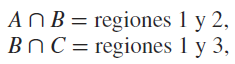 A ∩ B = regiones 1 y 2,
B ∩ C = regiones 1 y 3,